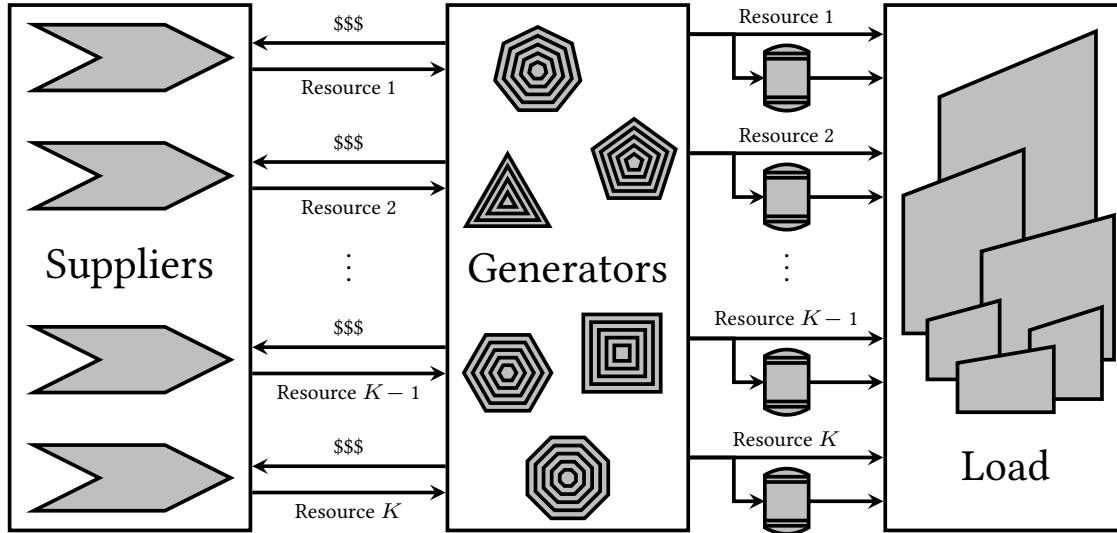 $$$
Resource 1
$$$
Resource 2
Suppliers
⋮
$$$
Resource K − 1
$$$
Resource K
Generators
Resource 1
Resource 2
⋮
Resource K − 1
Resource K
Load